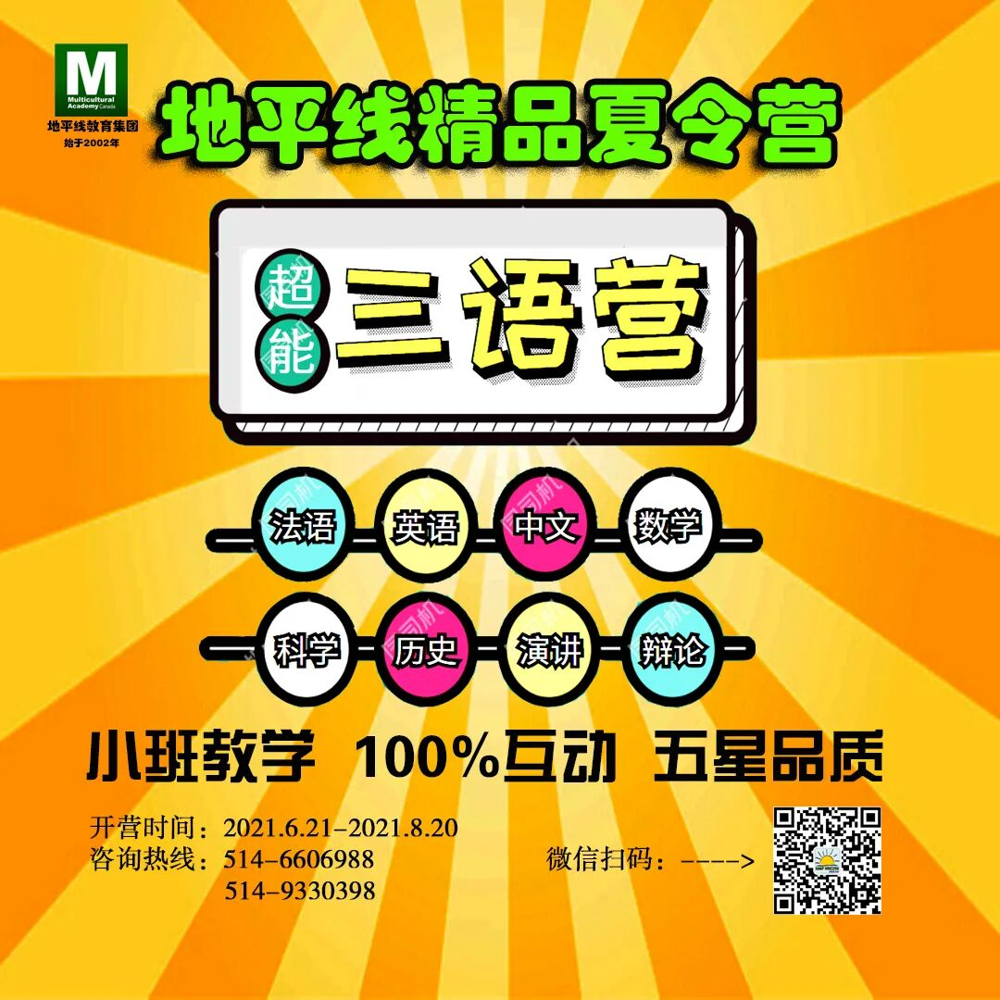 M
Multicultural
Academy Canada
地平线教育集团
始于2002年
地平线精品夏令营
超能
三语营
法语 英语 中文 数学
科学 历史 演讲 辩论
小班教学 100%互动 五星品质
开营时间：2021.6.21-2021.8.20
咨询热线：514-6606988
微信扫码：---->
514-9330398